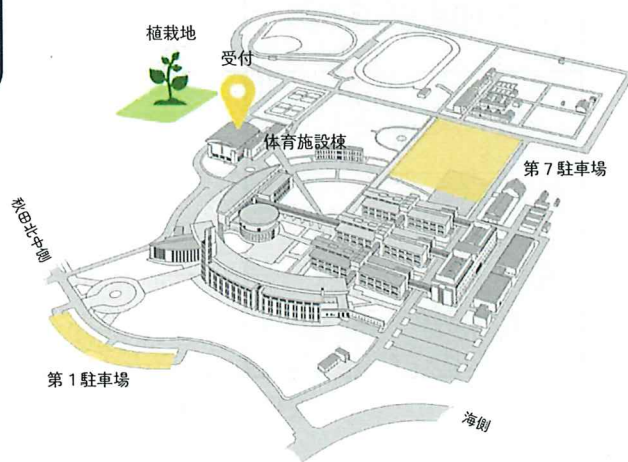 植栽地
受付
体育施設棟
第7駐車場
秋田北中側
第1駐車場
海側